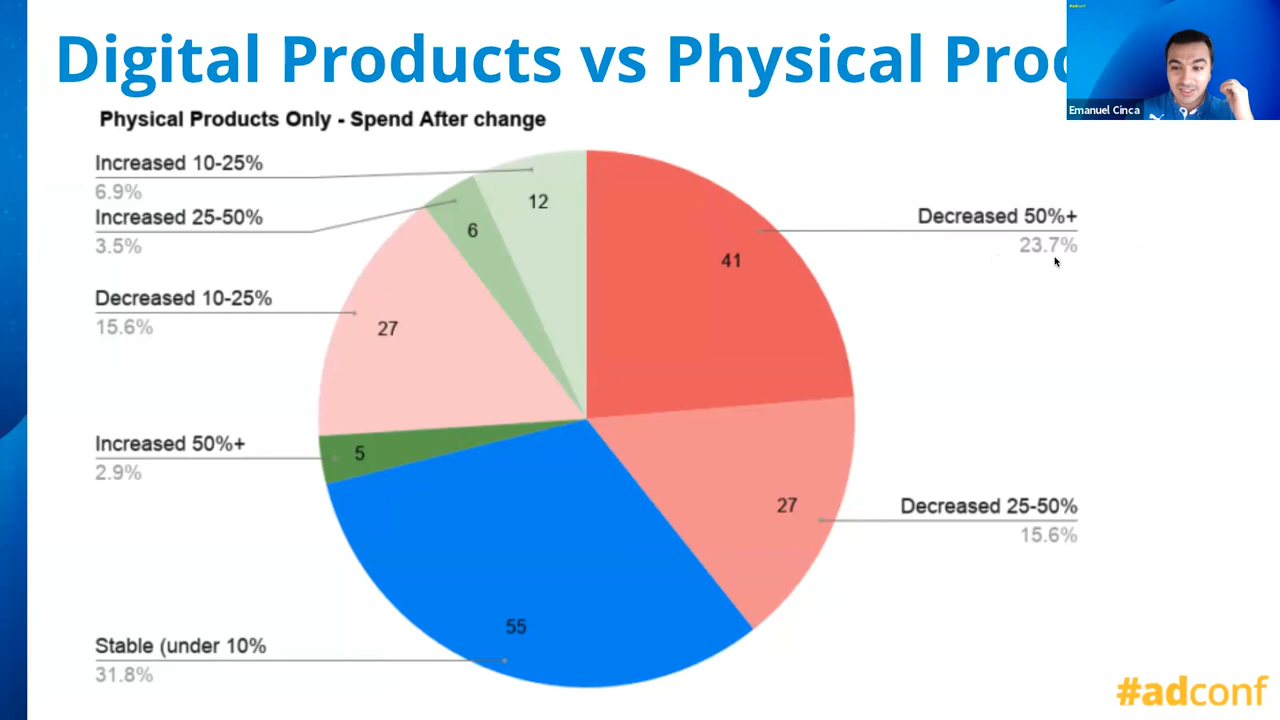 Digital Products vs Physical
Physical Products Only - Spend After change
Increased 10-25%
6.9%
Increased 25-50%
3.5%
Decreased 10-25%
15.6%
Increased 50%+
2.9%
Stable (under 10%
31.8%
Decreased 50%+
23.7%
Decreased 25-50%
15.6%
41
27
55
5
27
6
12
#adconf
Emanuel Cinca
#adconf